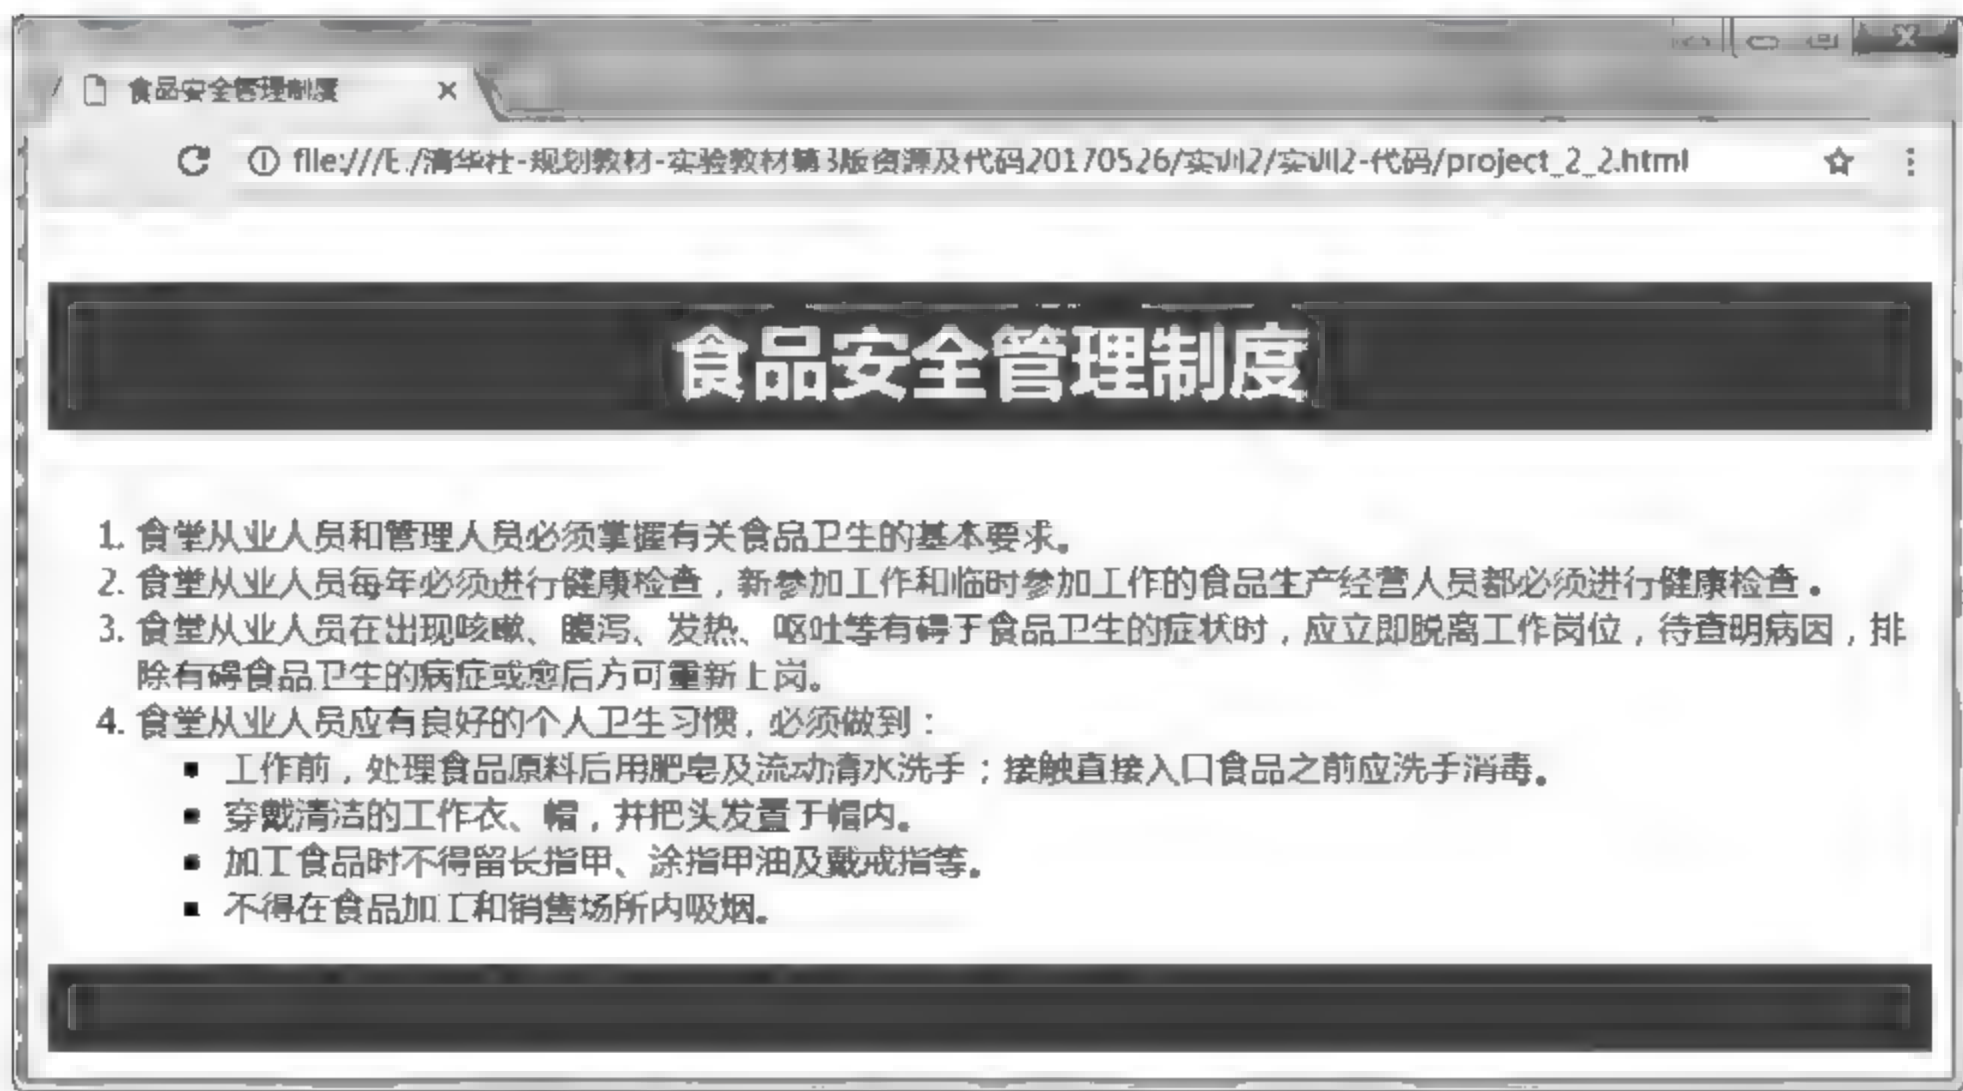 食品安全管理制度
file:///E:/清华社-规划教材-实验教材第3版资源及代码20170526/实训2/实训2-代码/project_2_2.html
食品安全管理制度
1. 食堂从业人员和管理人员必须掌握有关食品卫生的基本要求。
2. 食堂从业人员每年必须进行健康检查，新参加工作和临时参加工作的食品生产经营人员都必须进行健康检查。
3. 食堂从业人员在出现咳嗽、腹泻、发热、呕吐等有碍于食品卫生的症状时，应立即脱离工作岗位，待查明病因，排
除有碍食品卫生的病症或愈后方可重新上岗。
4. 食堂从业人员应有良好的个人卫生习惯，必须做到：
▪ 工作前，处理食品原料后用肥皂及流动清水洗手；接触直接入口食品之前应洗手消毒。
▪ 穿戴清洁的工作衣、帽，并把头发置于帽内。
▪ 加工食品时不得留长指甲、涂指甲油及戴戒指等。
▪ 不得在食品加工和销售场所内吸烟。